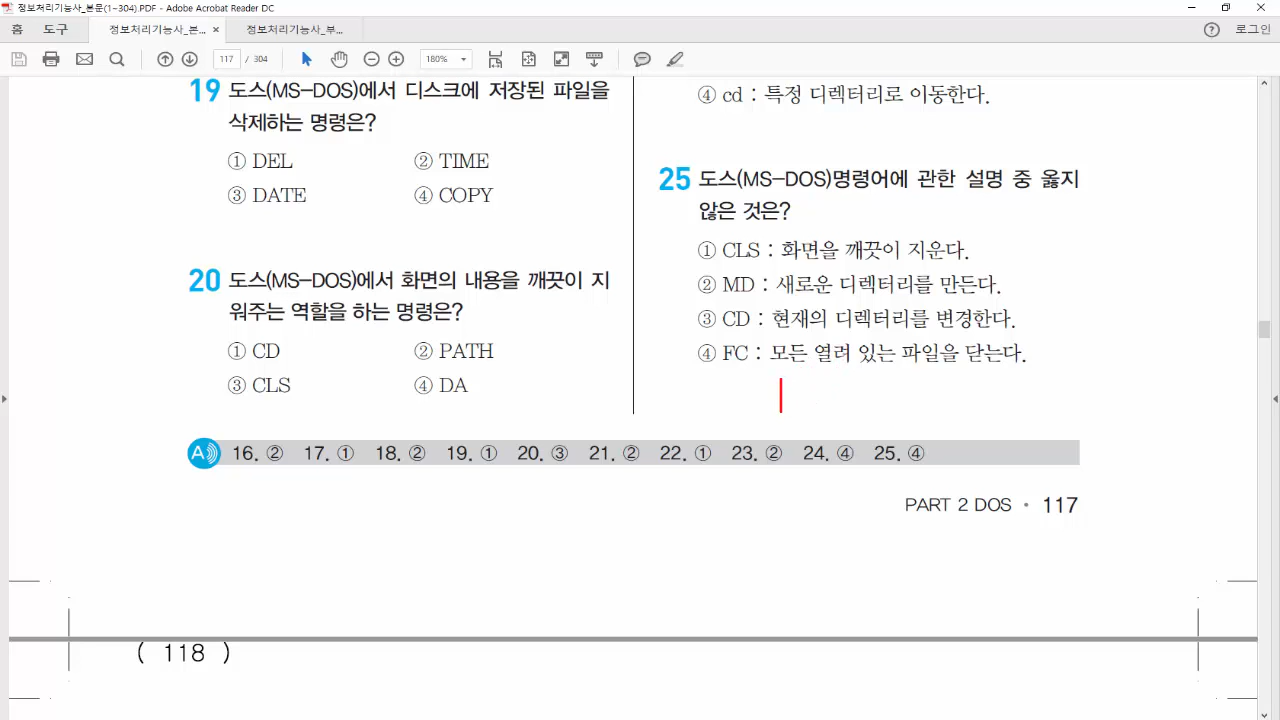 정보처리기능사_본문(1~304).PDF - Adobe Acrobat Reader DC
홈 도구 정보처리기능사_본... × 정보처리기능사_부... 로그인
117 / 304 180%
19 도스(MS-DOS)에서 디스크에 저장된 파일을
삭제하는 명령은?
① DEL ② TIME
③ DATE ④ COPY
20 도스(MS-DOS)에서 화면의 내용을 깨끗이 지
워주는 역할을 하는 명령은?
① CD ② PATH
③ CLS ④ DA
④ cd : 특정 디렉터리로 이동한다.
25 도스(MS-DOS)명령어에 관한 설명 중 옳지
않은 것은?
① CLS : 화면을 깨끗이 지운다.
② MD : 새로운 디렉터리를 만든다.
③ CD : 현재의 디렉터리를 변경한다.
④ FC : 모든 열려 있는 파일을 닫는다.
A 16. ② 17. ① 18. ② 19. ① 20. ③ 21. ② 22. ① 23. ② 24. ④ 25. ④
PART 2 DOS • 117
( 118 )